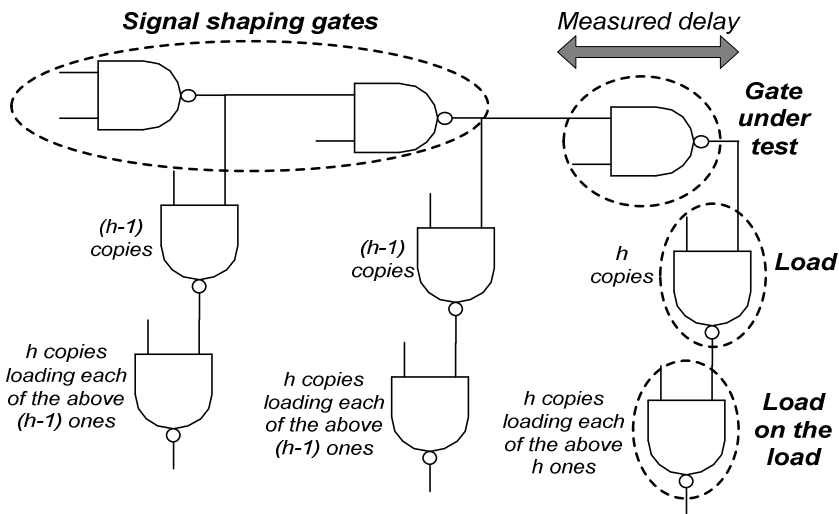 Signal shaping gates
Measured delay
Gate
under
test
(h-1)
copies
(h-1)
copies
h
copies
Load
h copies
loading each
of the above
(h-1) ones
h copies
loading each
of the above
(h-1) ones
h copies
loading each
of the above
h ones
Load
on the
load